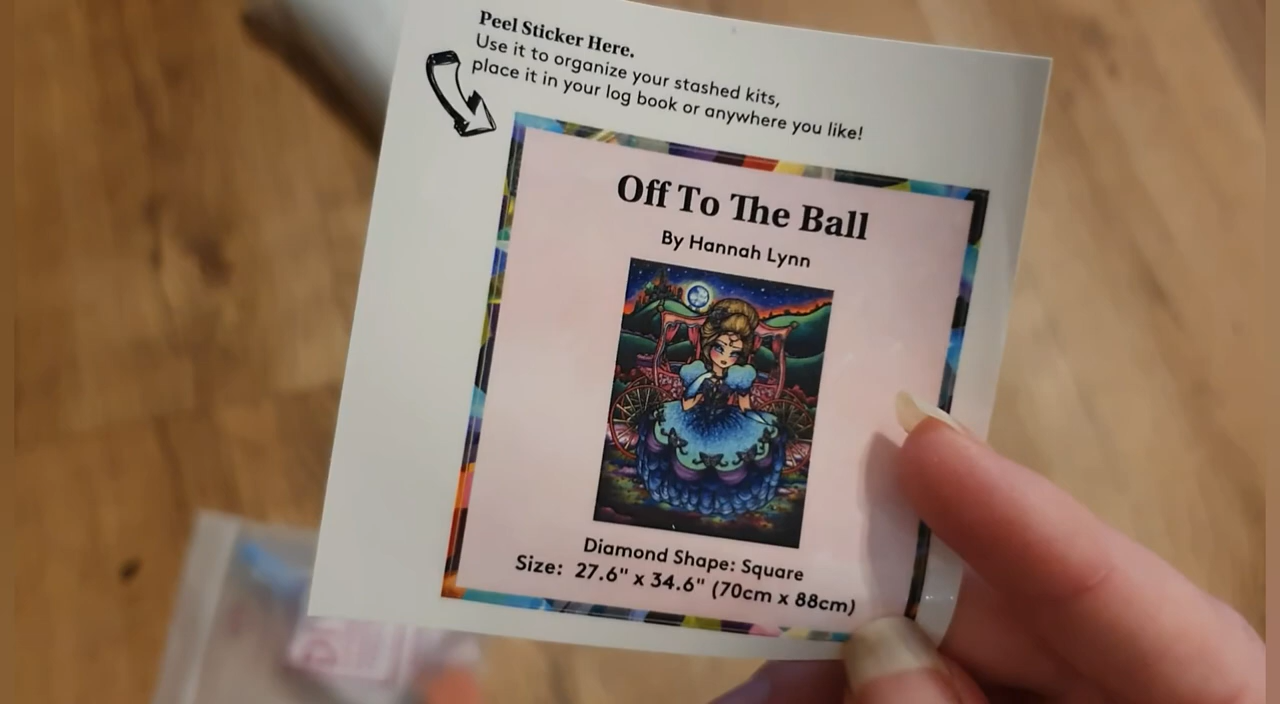 Peel Sticker Here.
Use it to organize your stashed kits,
place it in your log book or anywhere you like!
Off To The Ball
By Hannah Lynn
Diamond Shape: Square
Size: 27.6" x 34.6" (70cm x 88cm)